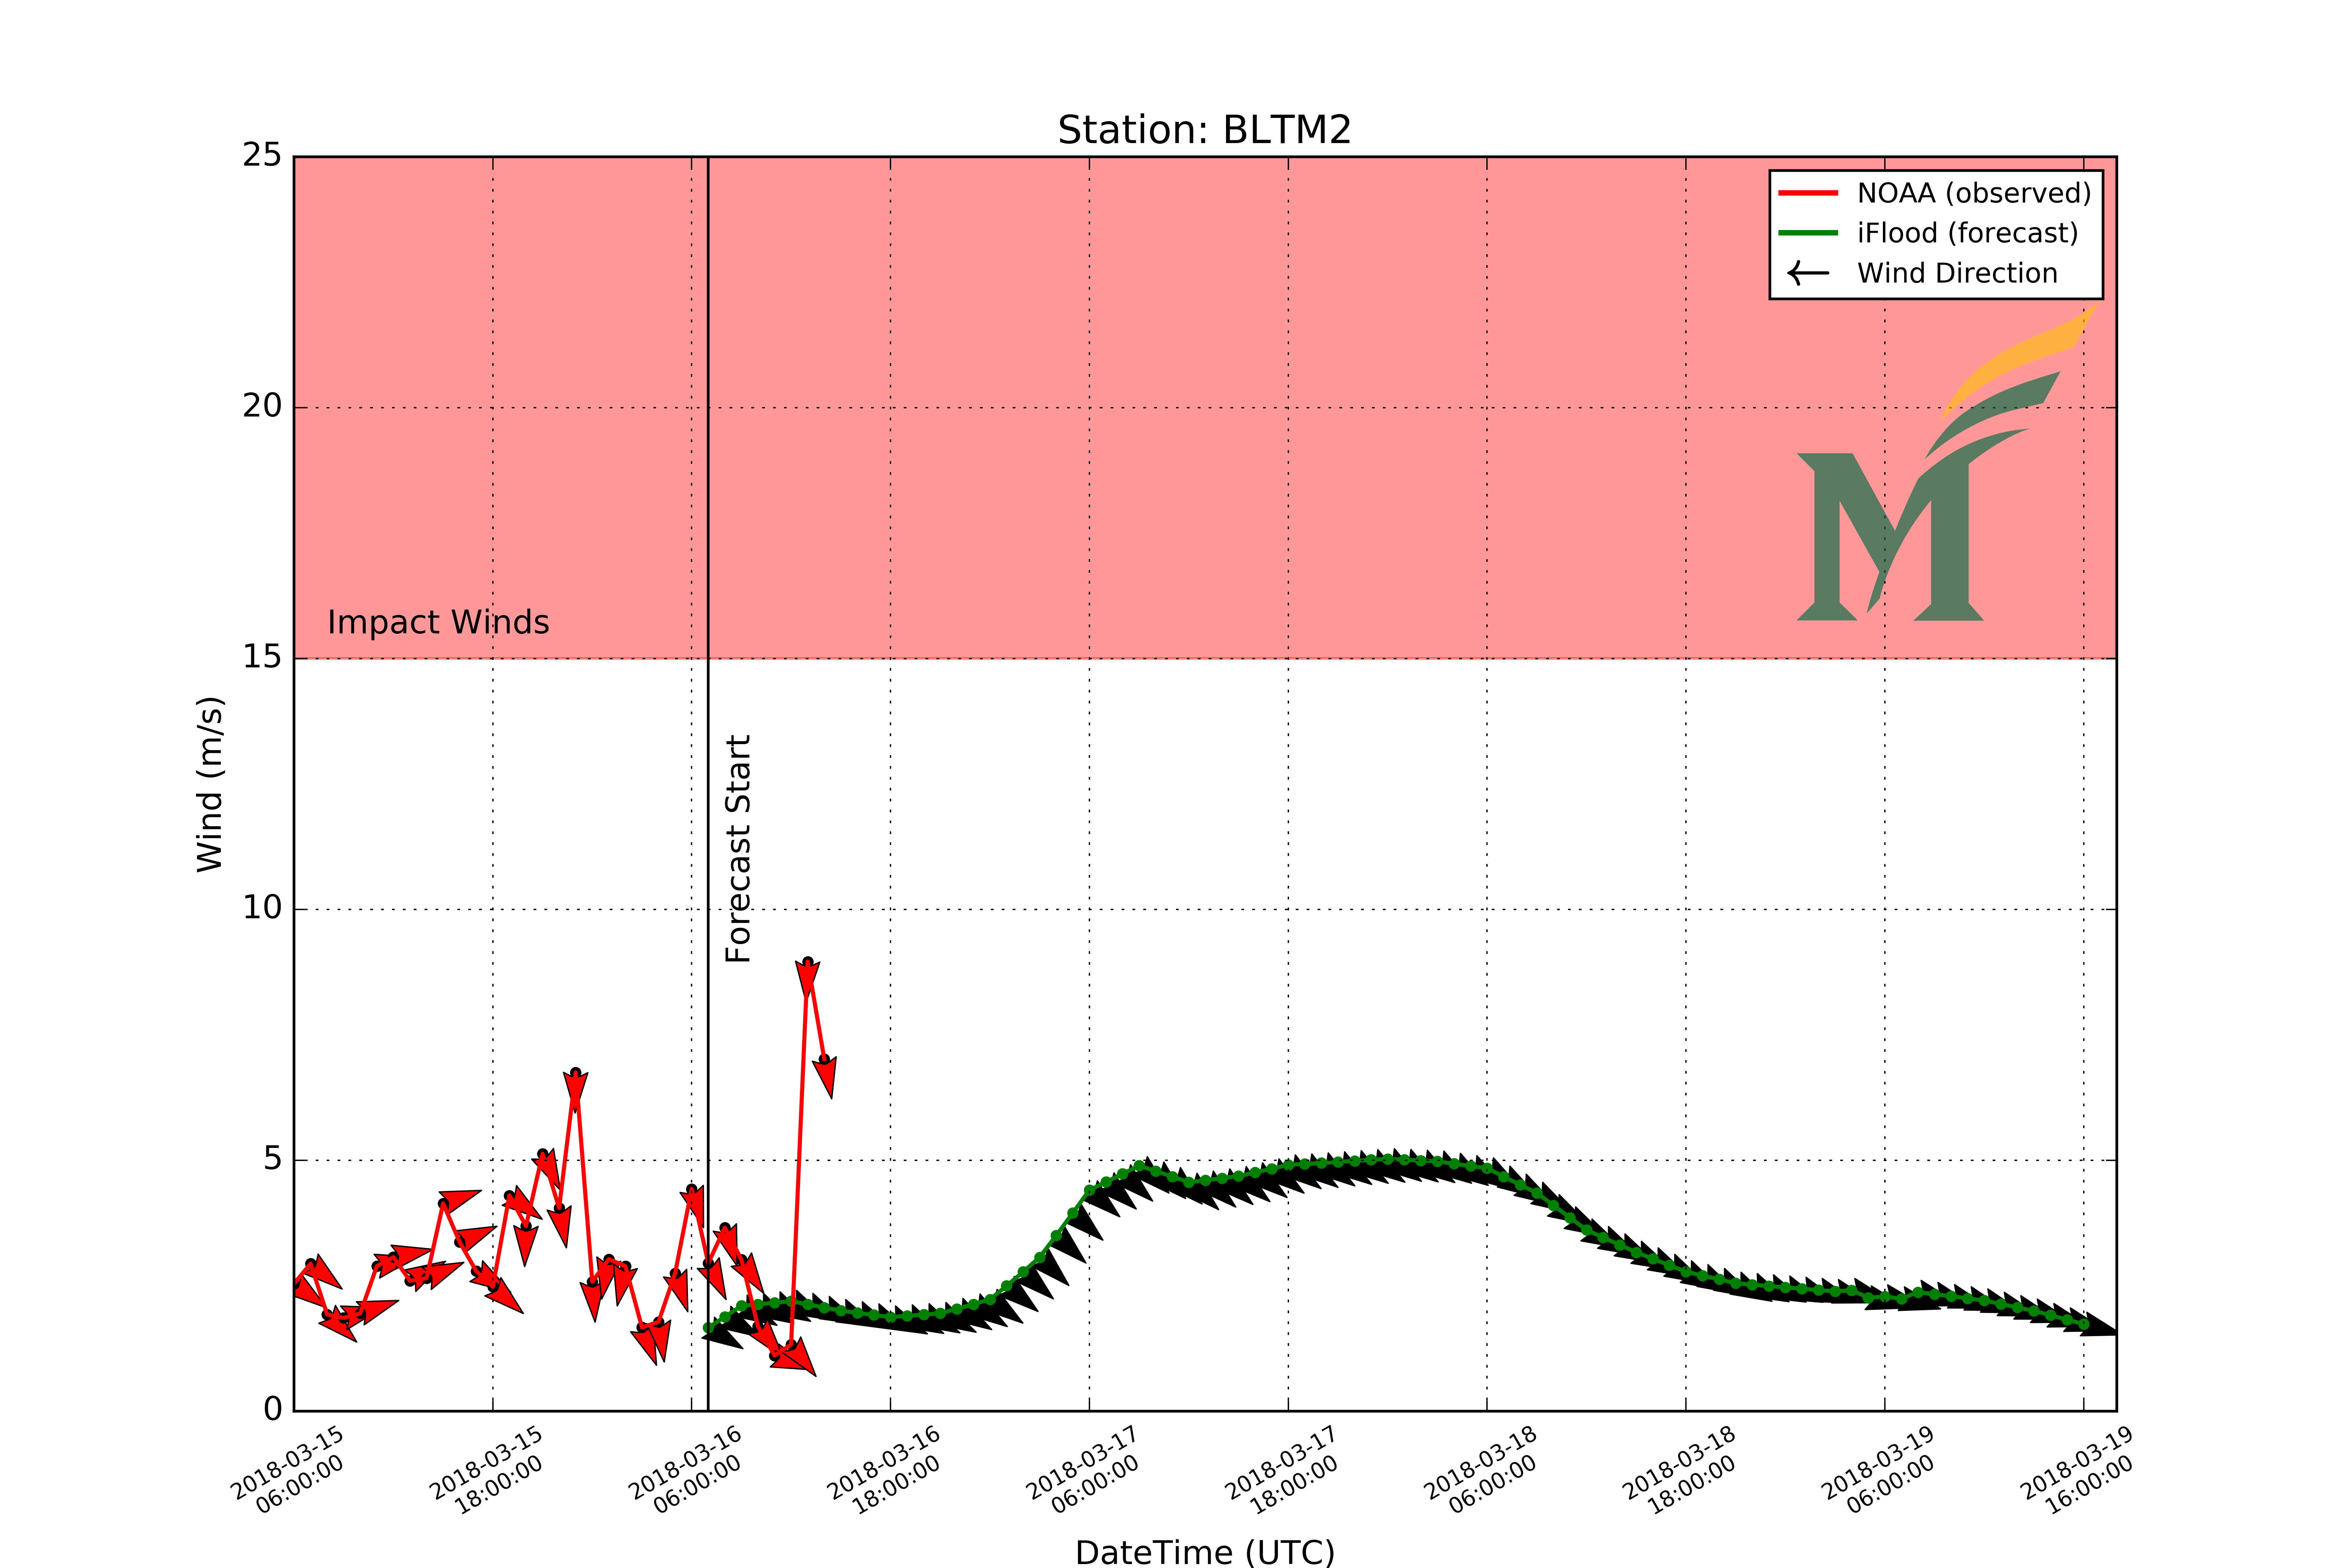 Station: BLTM2
25
NOAA (observed)
iFlood (forecast)
Wind Direction
20
M
Impact Winds
15
Wind (m/s)
Forecast Start
10
5
0
2018-03-15
06:00:00
2018-03-15
18:00:00
2018-03-16
06:00:00
2018-03-16
18:00:00
2018-03-17
06:00:00
2018-03-17
18:00:00
2018-03-18
06:00:00
2018-03-18
18:00:00
2018-03-19
06:00:00
2018-03-19
16:00:00
DateTime (UTC)